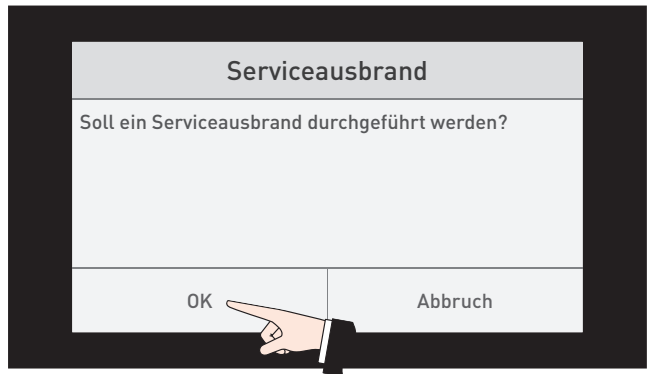 Serviceausbrand
Soll ein Serviceausbrand durchgeführt werden?
OK
Abbruch